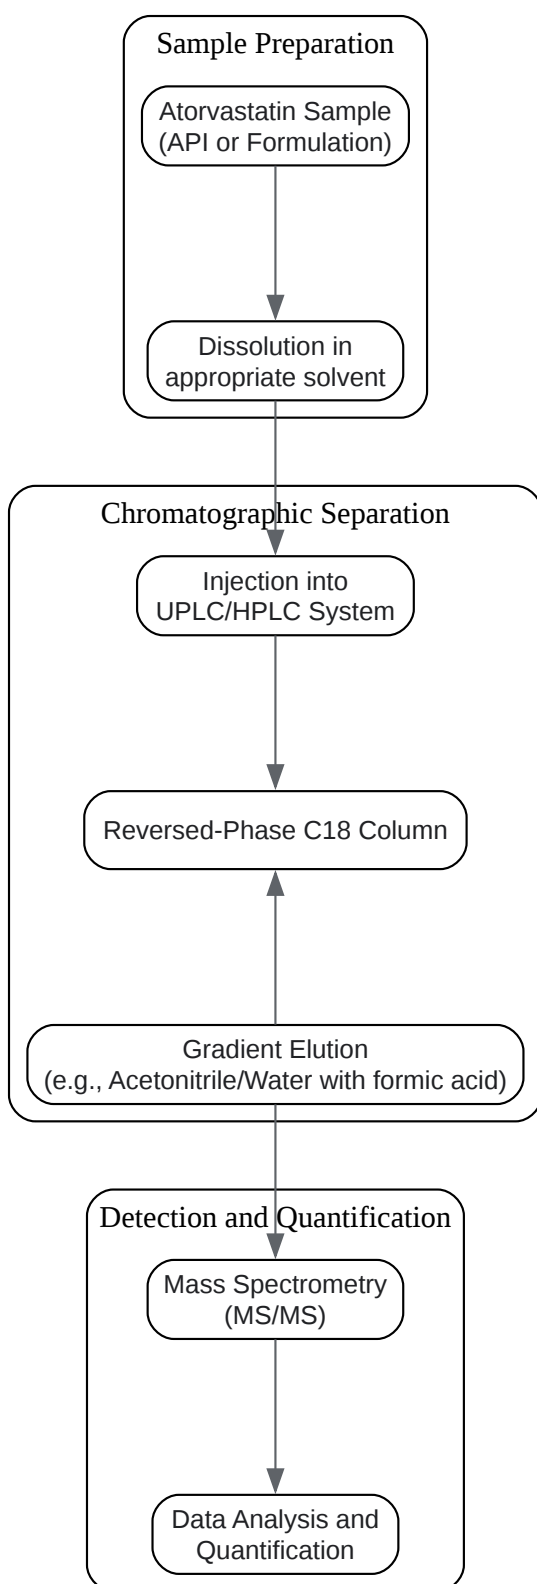 Sample Preparation
Atorvastatin Sample
(API or Formulation)
Dissolution in
appropriate solvent
Chromatographic Separation
Injection into
UPLC/HPLC System
Reversed-Phase C18 Column
Gradient Elution
(e.g., Acetonitrile/Water with formic acid)
Detection and Quantification
Mass Spectrometry
(MS/MS)
Data Analysis and
Quantification